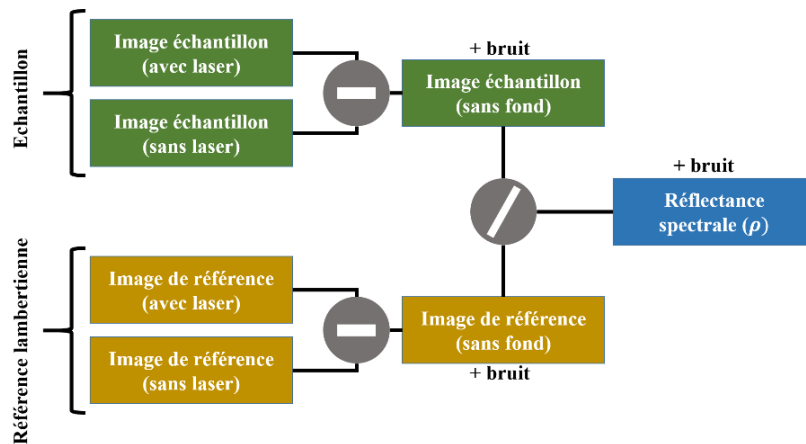 Echantillon
Image échantillon
(avec laser)
Image échantillon
(sans laser)
+ bruit
Image échantillon
(sans fond)
+ bruit
Réflectance
spectrale (ρ)
Référence lambertienne
Image de référence
(avec laser)
Image de référence
(sans laser)
Image de référence
(sans fond)
+ bruit